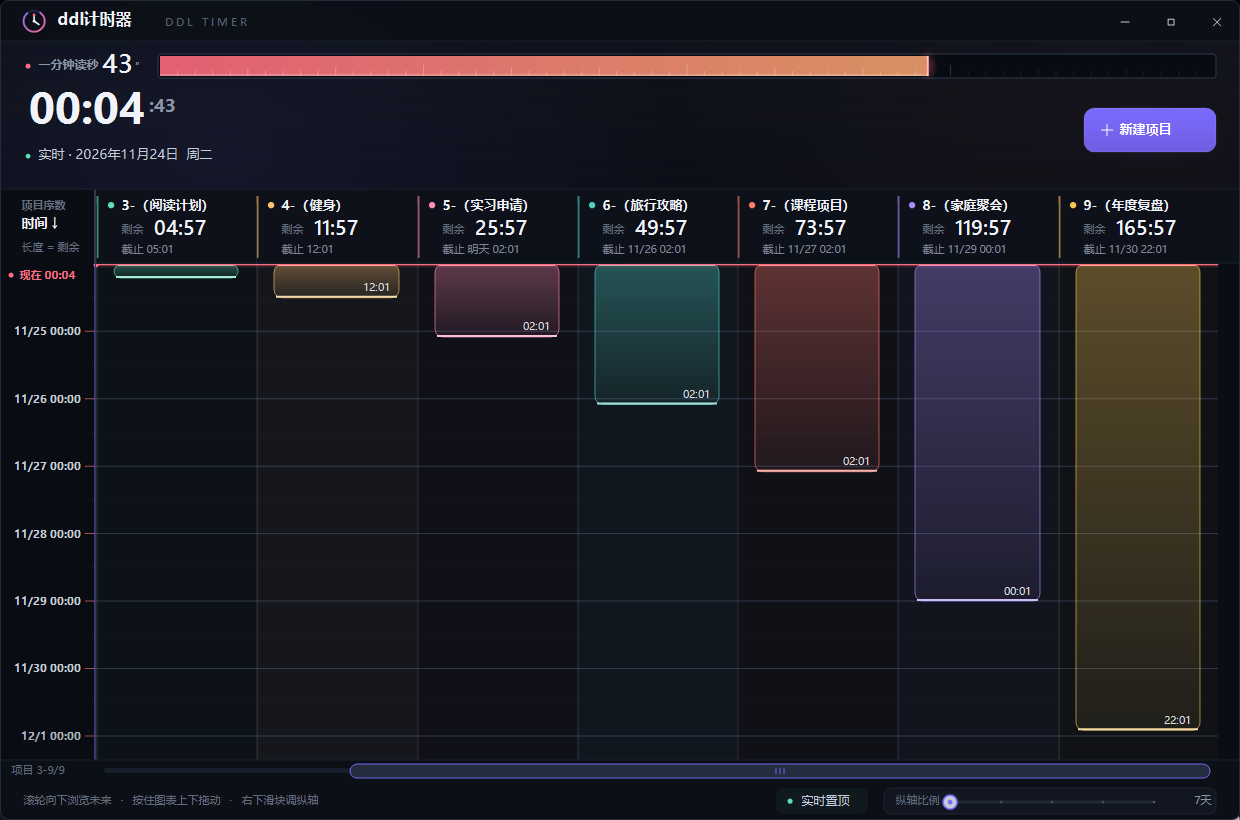 ddl计时器 DDL TIMER
一分钟读秒 43
00:04 :43
实时 · 2026年11月24日 周二
新建项目
项目序数
时间↓
长度 = 剩余
3-（阅读计划）
剩余 04:57
截止 05:01
4-（健身）
剩余 11:57
截止 12:01
5-（实习申请）
剩余 25:57
截止 明天 02:01
6-（旅行攻略）
剩余 49:57
截止 11/26 02:01
7-（课程项目）
剩余 73:57
截止 11/27 02:01
8-（家庭聚会）
剩余 119:57
截止 11/29 00:01
9-（年度复盘）
剩余 165:57
截止 11/30 22:01
现在 00:04
12:01
02:01
11/25 00:00
02:01
11/26 00:00
02:01
11/27 00:00
11/28 00:00
00:01
11/29 00:00
11/30 00:00
22:01
12/1 00:00
项目 3-9/9
滚轮向下浏览未来 · 按住图表上下拖动 · 右下滑块调纵轴
实时置顶
纵轴比例 7天